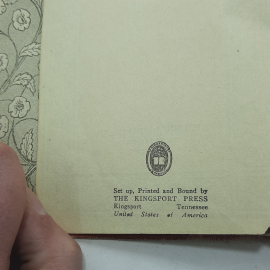 Set up, Printed and Bound by
THE KINGSPORT PRESS
Kingsport Tennessee
United States of America